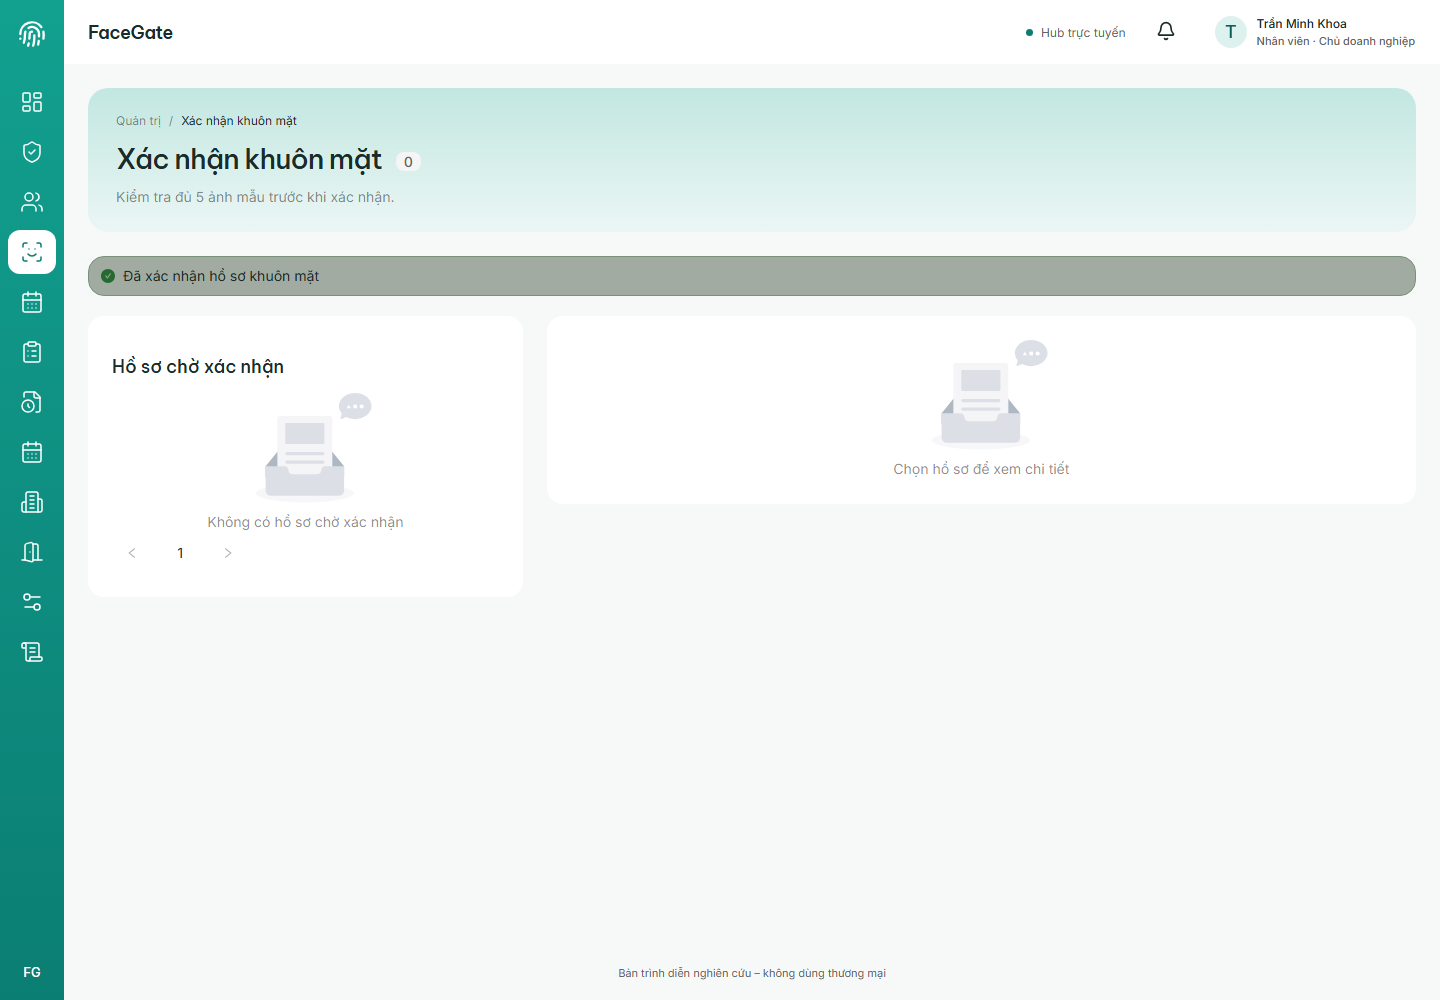 FaceGate
Hub trực tuyến
T
Trần Minh Khoa
Nhân viên · Chủ doanh nghiệp
Quản trị / Xác nhận khuôn mặt
Xác nhận khuôn mặt 0
Kiểm tra đủ 5 ảnh mẫu trước khi xác nhận.
Đã xác nhận hồ sơ khuôn mặt
Hồ sơ chờ xác nhận
Không có hồ sơ chờ xác nhận
1
Chọn hồ sơ để xem chi tiết
FG
Bản trình diễn nghiên cứu – không dùng thương mại